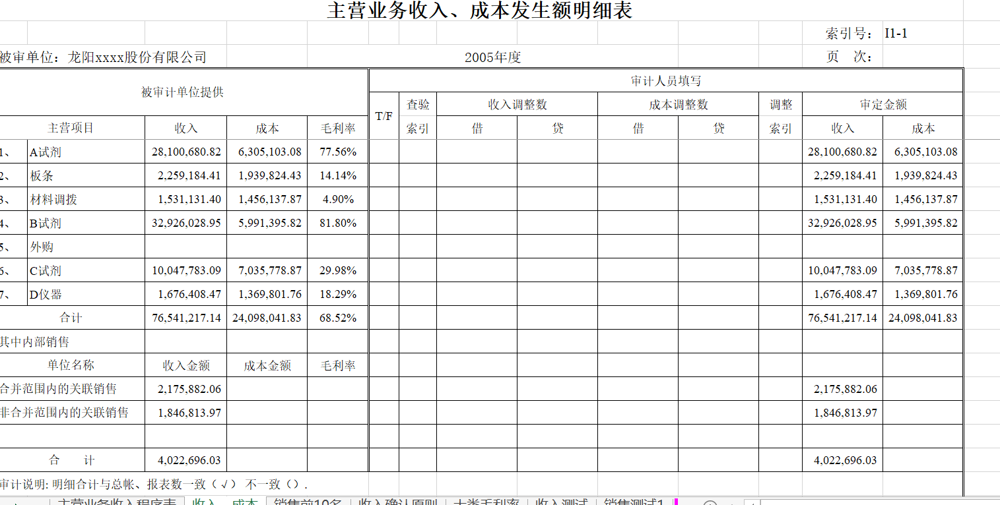 主营业务收入、成本发生额明细表
索引号： I1-1
被审单位：龙阳xxxx股份有限公司 2005年度 页 次：
被审计单位提供 审计人员填写
T/F 查验索引 收入调整数 成本调整数 调整索引 审定金额
主营项目 收入 成本 毛利率 借 贷 借 贷 收入 成本
1、 A试剂 28,100,680.82 6,305,103.08 77.56% 28,100,680.82 6,305,103.08
2、 板条 2,259,184.41 1,939,824.43 14.14% 2,259,184.41 1,939,824.43
3、 材料调拨 1,531,131.40 1,456,137.87 4.90% 1,531,131.40 1,456,137.87
4、 B试剂 32,926,028.95 5,991,395.82 81.80% 32,926,028.95 5,991,395.82
5、 外购
6、 C试剂 10,047,783.09 7,035,778.87 29.98% 10,047,783.09 7,035,778.87
7、 D仪器 1,676,408.47 1,369,801.76 18.29% 1,676,408.47 1,369,801.76
合计 76,541,217.14 24,098,041.83 68.52% 76,541,217.14 24,098,041.83
其中内部销售
单位名称 收入金额 成本金额 毛利率
合并范围内的关联销售 2,175,882.06 2,175,882.06
非合并范围内的关联销售 1,846,813.97 1,846,813.97
合 计 4,022,696.03 4,022,696.03
审计说明: 明细合计与总帐、报表数一致（√） 不一致（）.
主营业务收入程序表 收入、成本 销售前10名 收入确认原则 大类毛利率 收入测试 销售测试1